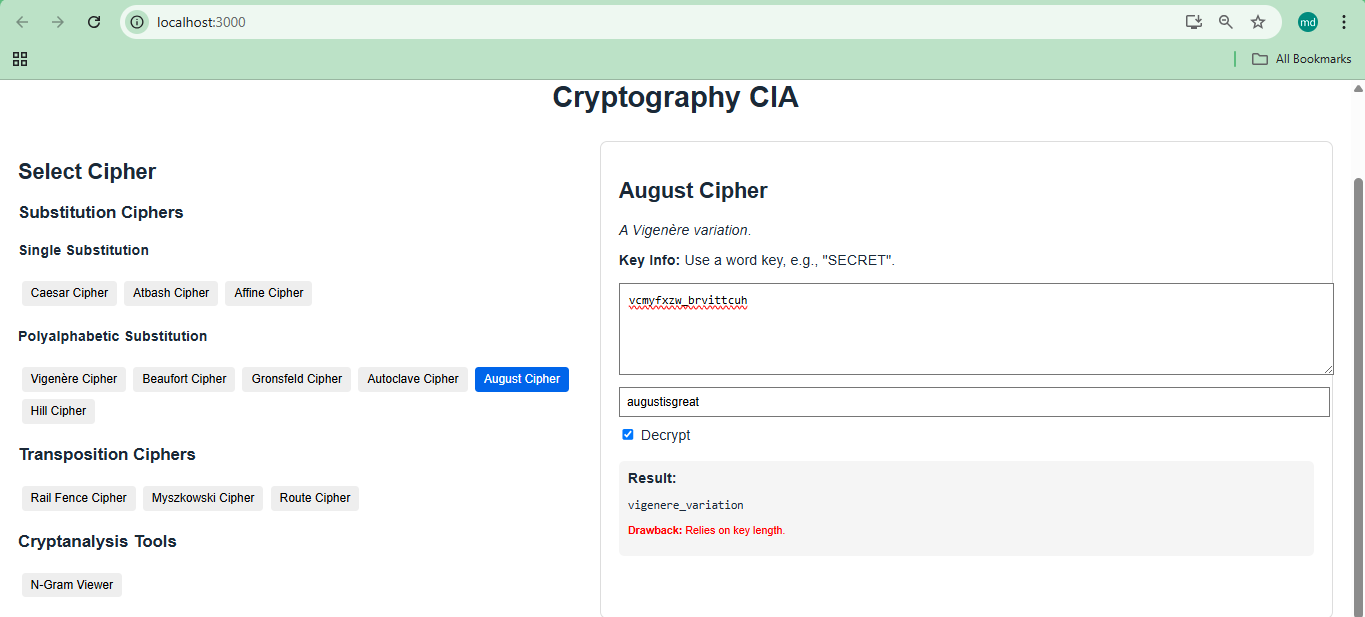 localhost:3000
md
All Bookmarks
Cryptography CIA
Select Cipher
Substitution Ciphers
Single Substitution
Caesar Cipher Atbash Cipher Affine Cipher
Polyalphabetic Substitution
Vigenère Cipher Beaufort Cipher Gronsfeld Cipher Autoclave Cipher August Cipher
Hill Cipher
Transposition Ciphers
Rail Fence Cipher Myszkowski Cipher Route Cipher
Cryptanalysis Tools
N-Gram Viewer
August Cipher
A Vigenère variation.
Key Info: Use a word key, e.g., "SECRET".
vcmyfxzw_brvittcuh
augustisgreat
Decrypt
Result:
vigenere_variation
Drawback: Relies on key length.